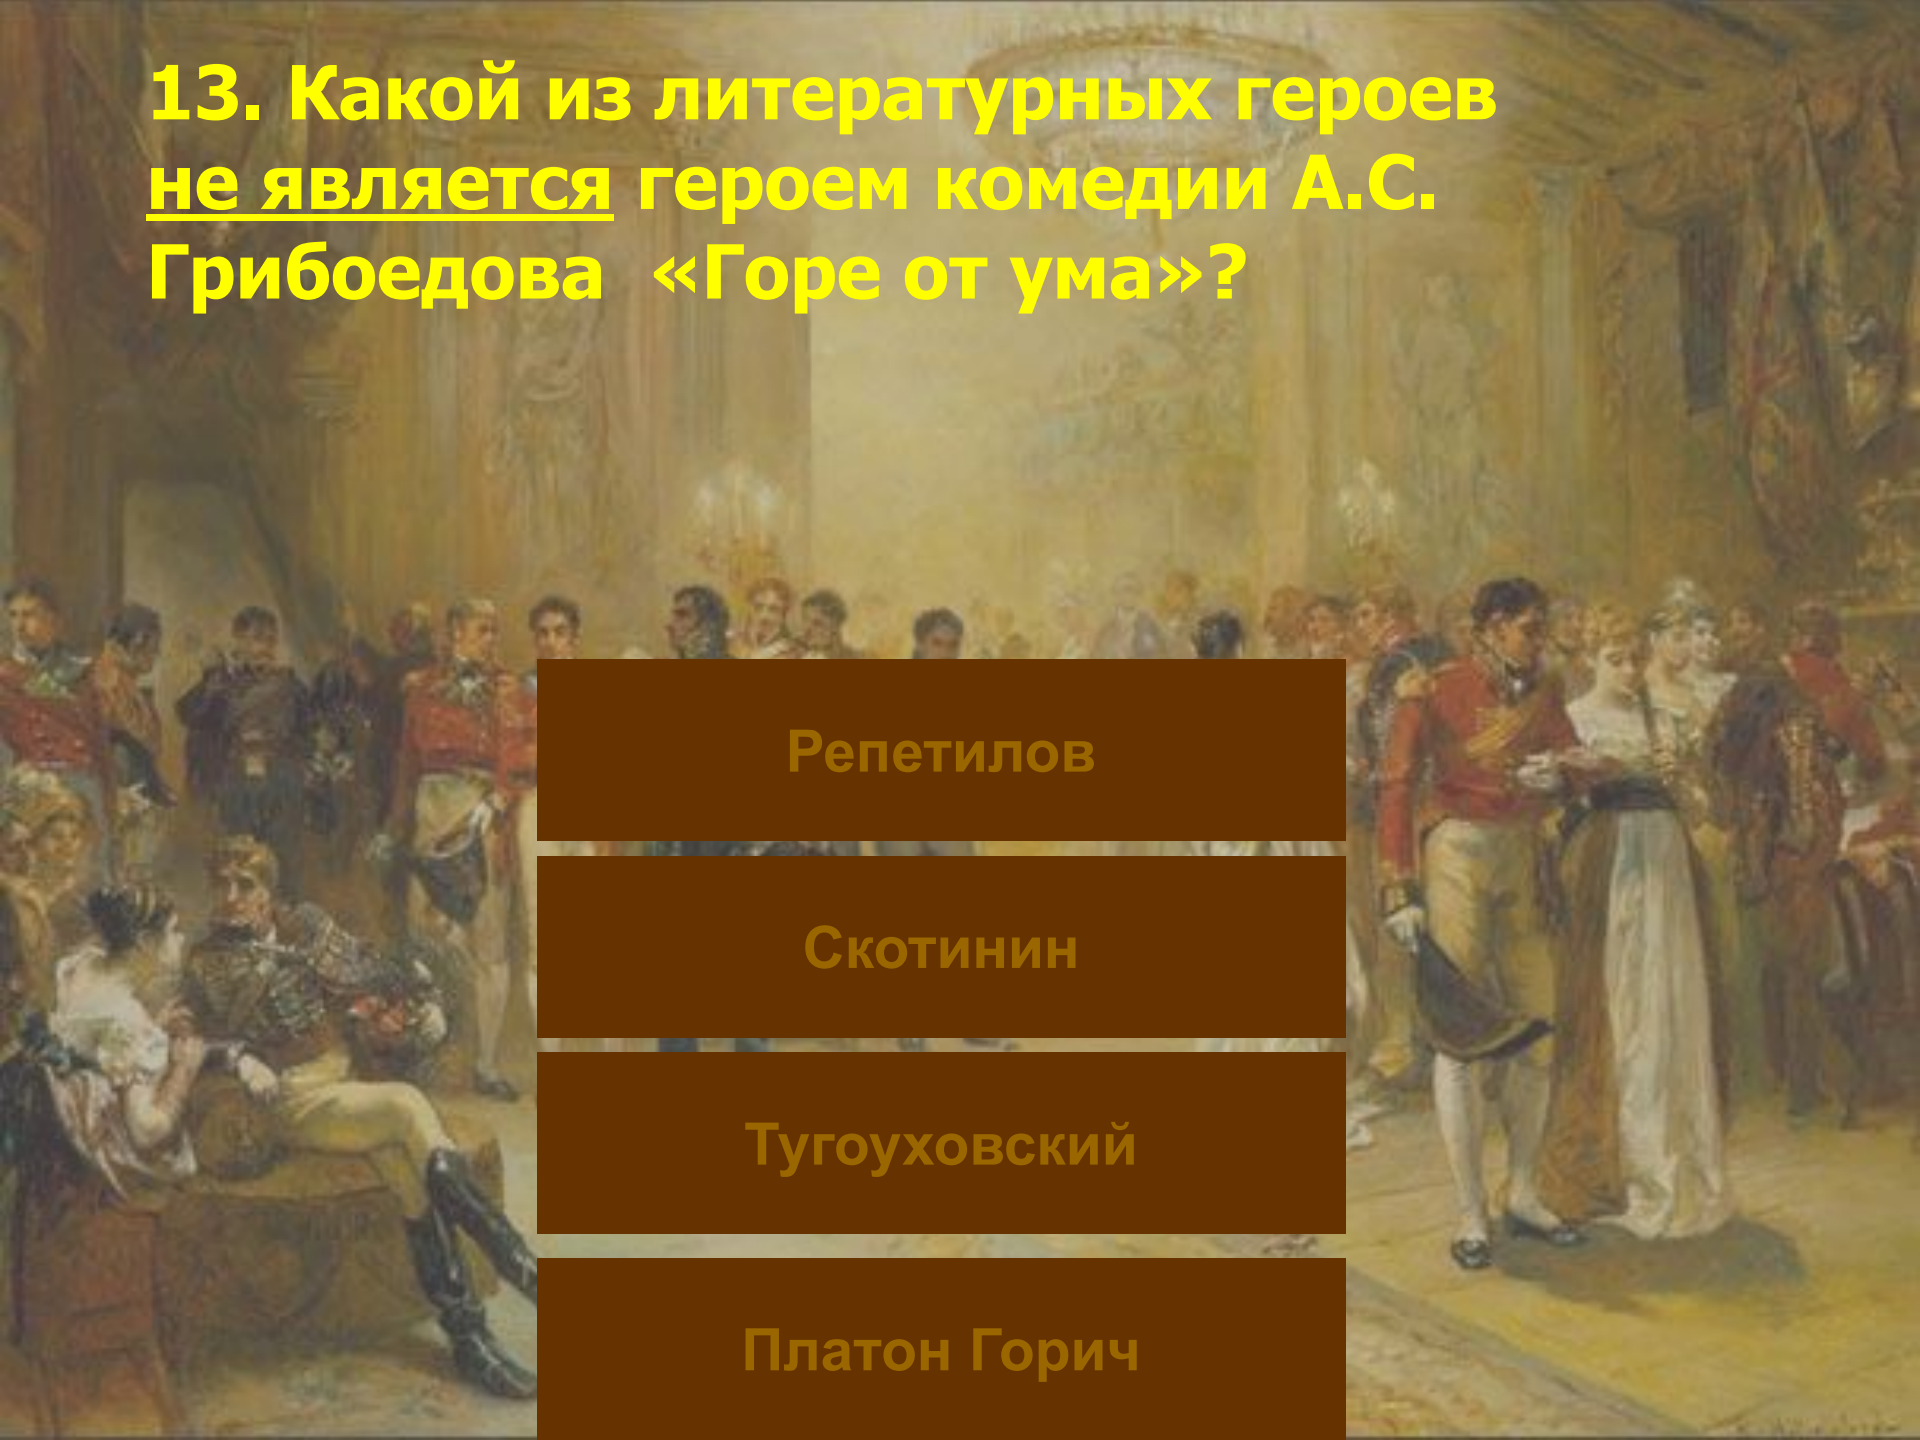 13. Какой из литературных героев
не является героем комедии А.С.
Грибоедова «Горе от ума»?
Репетилов
Скотинин
Тугоуховский
Платон Горич